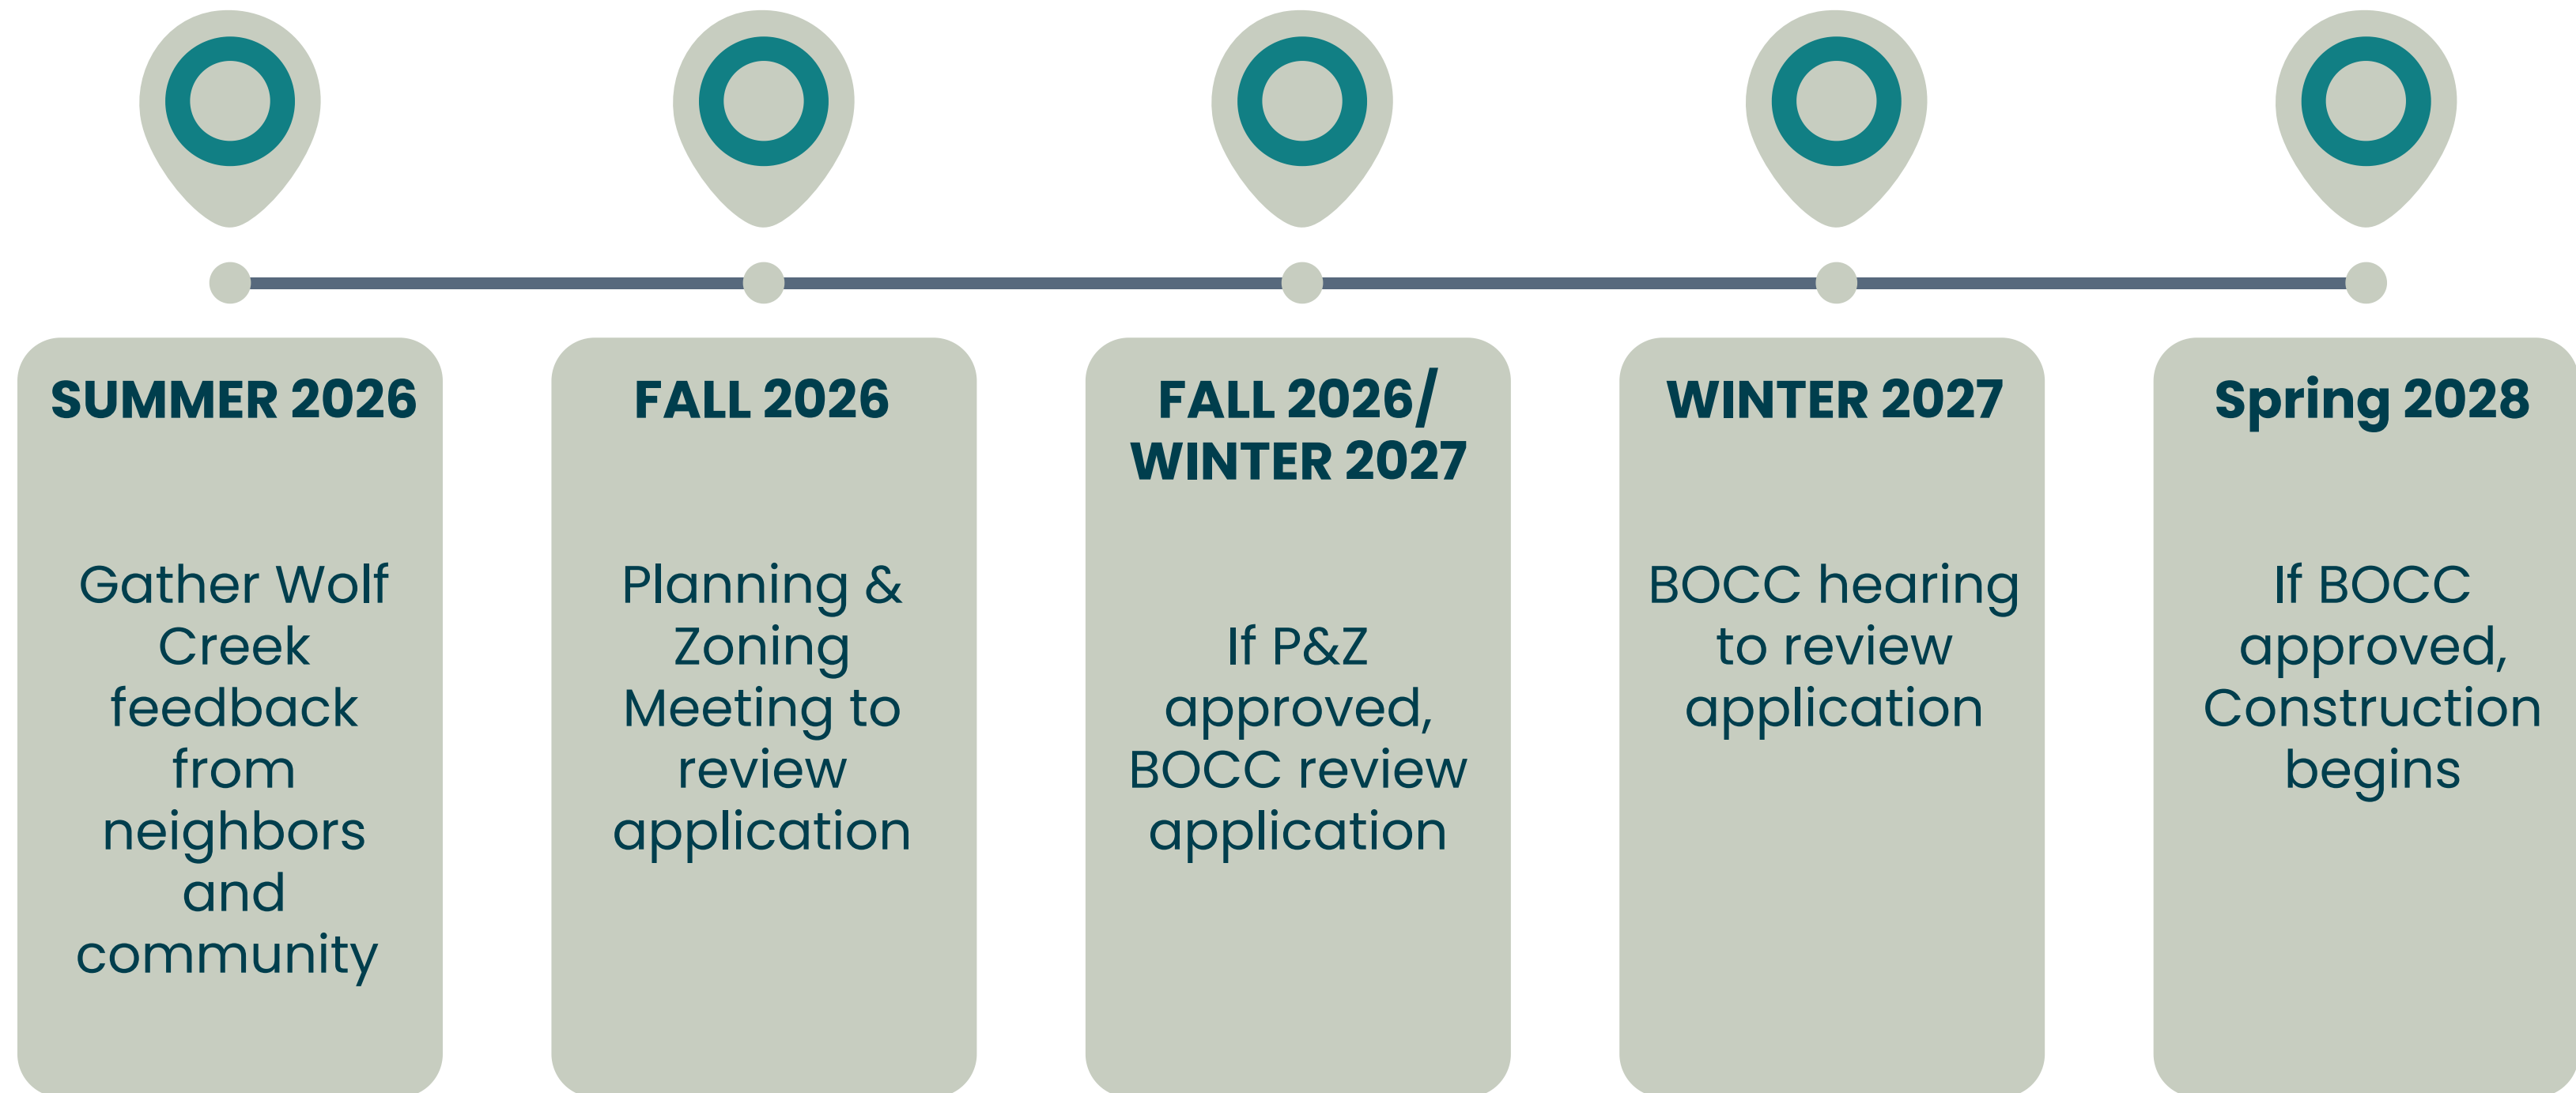 SUMMER 2026
Gather Wolf
Creek
feedback
from
neighbors
and
community
FALL 2026
Planning &
Zoning
Meeting to
review
application
FALL 2026/
WINTER 2027
If P&Z
approved,
BOCC review
application
WINTER 2027
BOCC hearing
to review
application
Spring 2028
If BOCC
approved,
Construction
begins